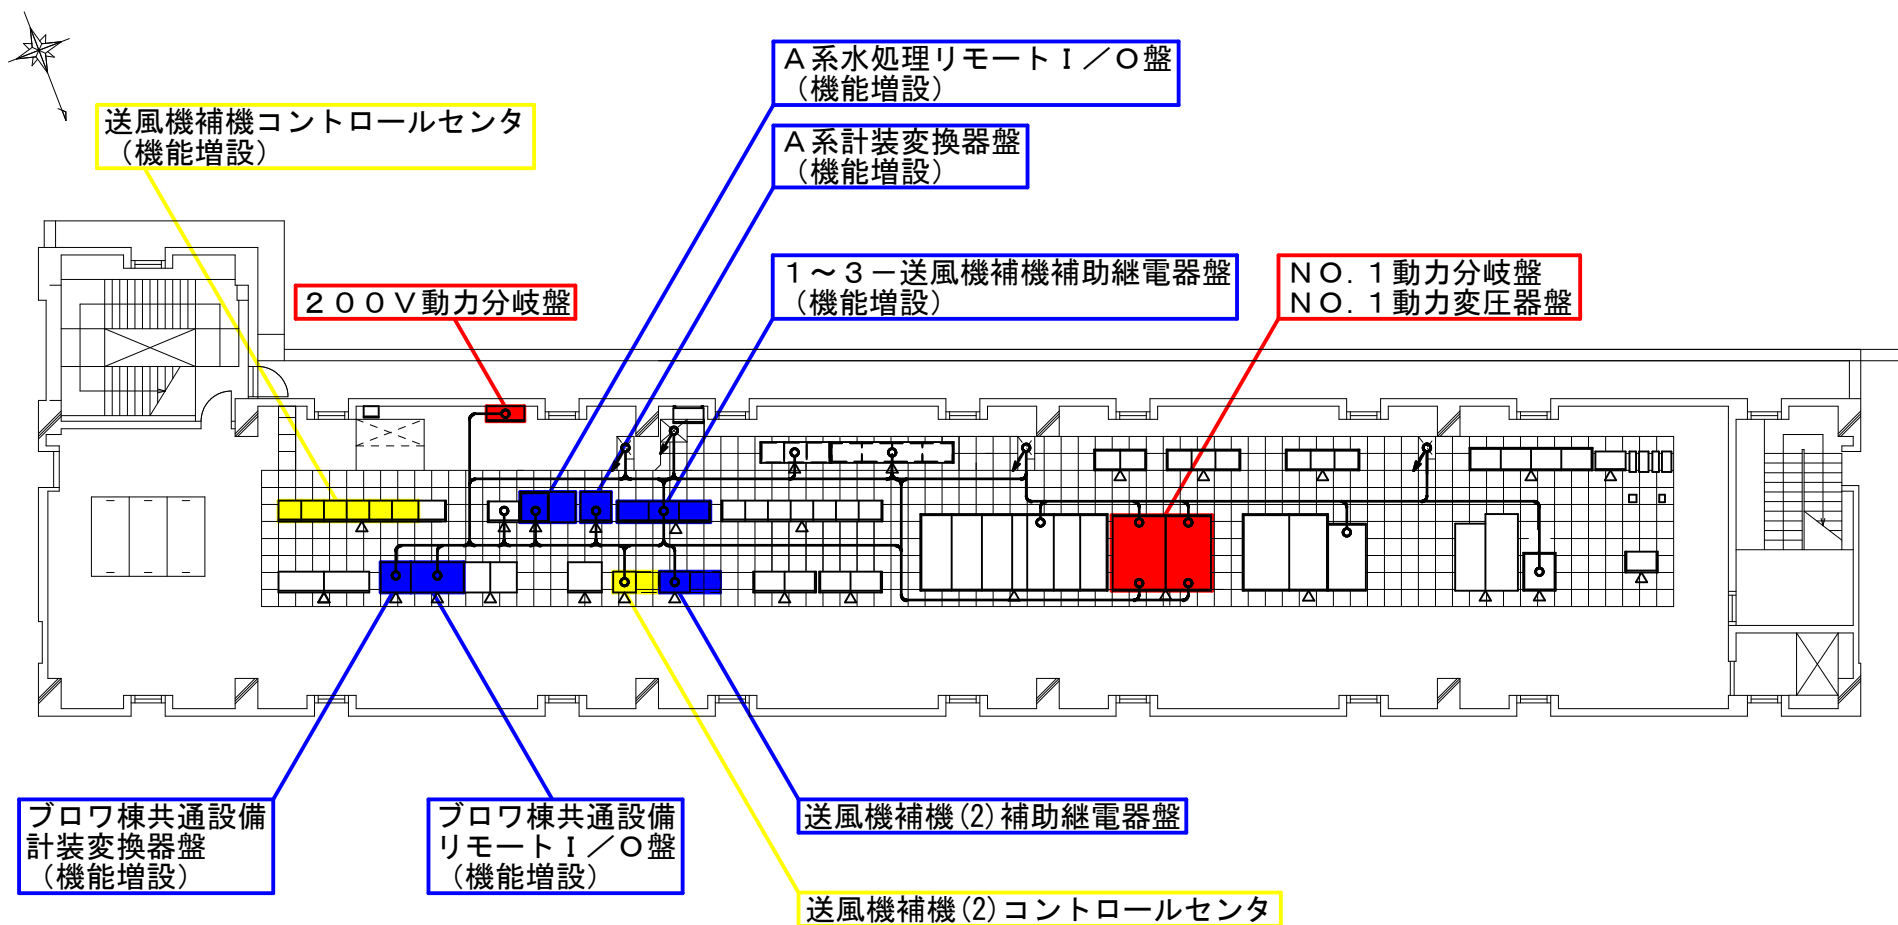 Ａ系水処理リモートＩ／Ｏ盤
（機能増設）
送風機補機コントロールセンタ
（機能増設）
Ａ系計装変換器盤
（機能増設）
１～３－送風機補機補助継電器盤
（機能増設）
ＮＯ.１動力分岐盤
ＮＯ.１動力変圧器盤
２００Ｖ動力分岐盤
ブロワ棟共通設備
計装変換器盤
（機能増設）
ブロワ棟共通設備
リモートＩ／Ｏ盤
（機能増設）
送風機補機(2)補助継電器盤
送風機補機(2)コントロールセンタ